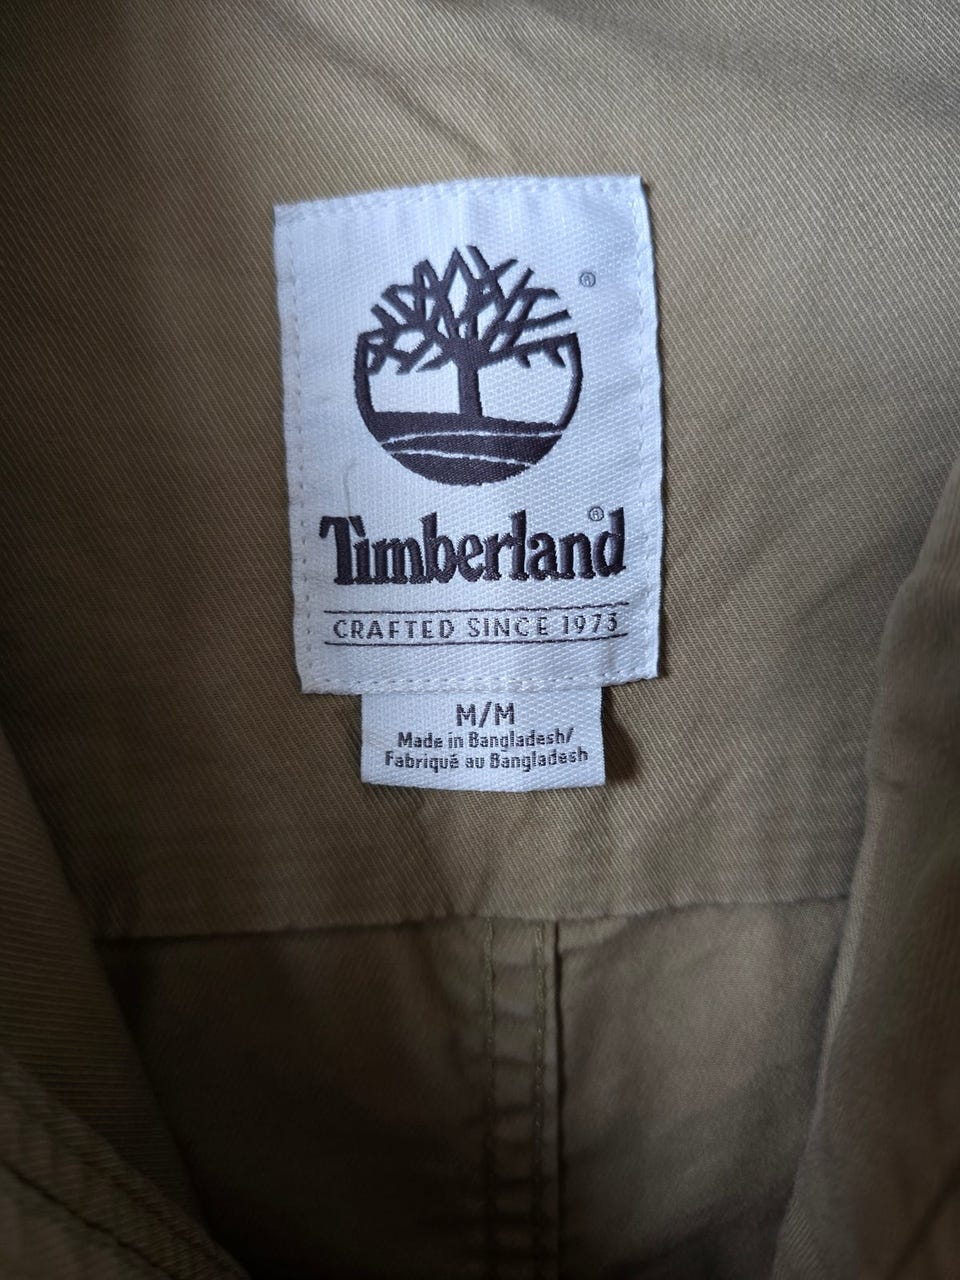 ®
Timberland®
CRAFTED SINCE 1973
M/M
Made in Bangladesh/
Fabriqué au Bangladesh